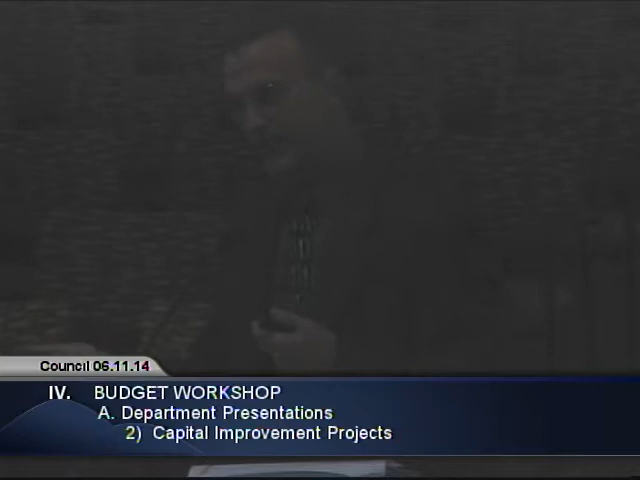 Council 06.11.14
IV. BUDGET WORKSHOP
A. Department Presentations
2) Capital Improvement Projects